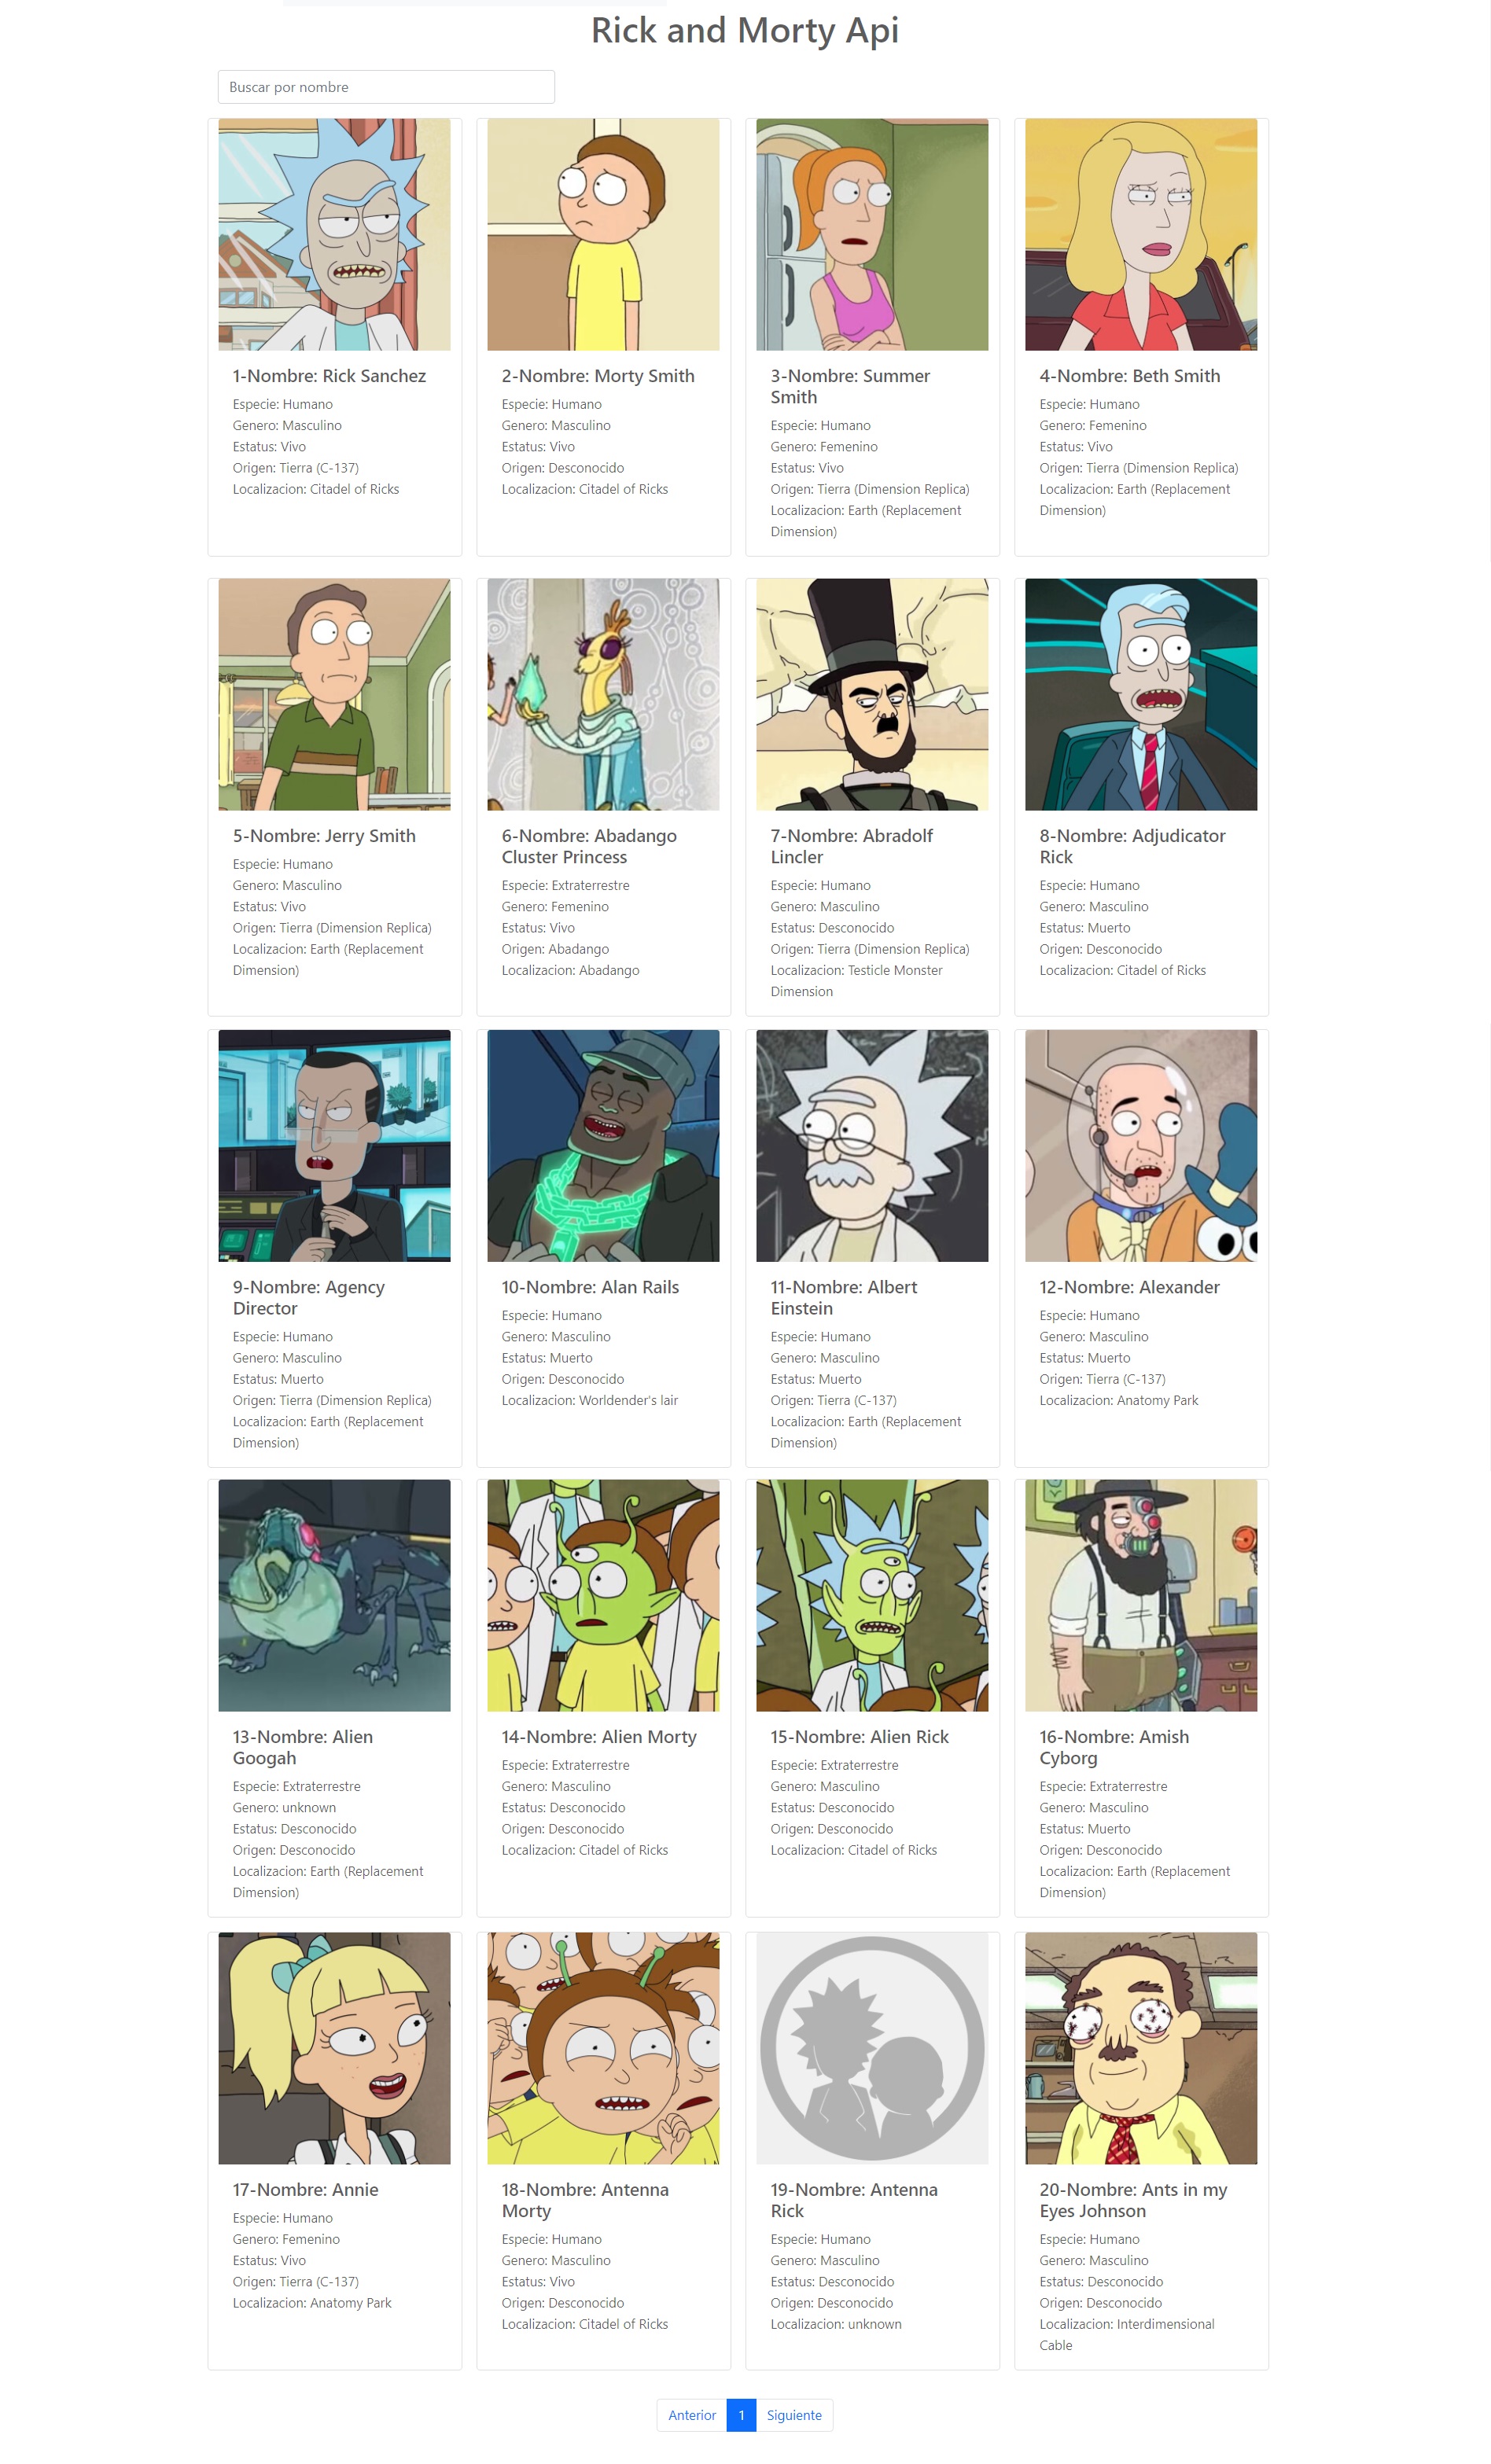 Rick and Morty Api
Buscar por nombre
1-Nombre: Rick Sanchez
Especie: Humano
Genero: Masculino
Estatus: Vivo
Origen: Tierra (C-137)
Localizacion: Citadel of Ricks
2-Nombre: Morty Smith
Especie: Humano
Genero: Masculino
Estatus: Vivo
Origen: Desconocido
Localizacion: Citadel of Ricks
3-Nombre: Summer
Smith
Especie: Humano
Genero: Femenino
Estatus: Vivo
Origen: Tierra (Dimension Replica)
Localizacion: Earth (Replacement
Dimension)
4-Nombre: Beth Smith
Especie: Humano
Genero: Femenino
Estatus: Vivo
Origen: Tierra (Dimension Replica)
Localizacion: Earth (Replacement
Dimension)
5-Nombre: Jerry Smith
Especie: Humano
Genero: Masculino
Estatus: Vivo
Origen: Tierra (Dimension Replica)
Localizacion: Earth (Replacement
Dimension)
6-Nombre: Abadango
Cluster Princess
Especie: Extraterrestre
Genero: Femenino
Estatus: Vivo
Origen: Abadango
Localizacion: Abadango
7-Nombre: Abradolf
Lincler
Especie: Humano
Genero: Masculino
Estatus: Desconocido
Origen: Tierra (Dimension Replica)
Localizacion: Testicle Monster
Dimension
8-Nombre: Adjudicator
Rick
Especie: Humano
Genero: Masculino
Estatus: Muerto
Origen: Desconocido
Localizacion: Citadel of Ricks
9-Nombre: Agency
Director
Especie: Humano
Genero: Masculino
Estatus: Muerto
Origen: Tierra (Dimension Replica)
Localizacion: Earth (Replacement
Dimension)
10-Nombre: Alan Rails
Especie: Humano
Genero: Masculino
Estatus: Muerto
Origen: Desconocido
Localizacion: Worldender's lair
11-Nombre: Albert
Einstein
Especie: Humano
Genero: Masculino
Estatus: Muerto
Origen: Tierra (C-137)
Localizacion: Earth (Replacement
Dimension)
12-Nombre: Alexander
Especie: Humano
Genero: Masculino
Estatus: Muerto
Origen: Tierra (C-137)
Localizacion: Anatomy Park
13-Nombre: Alien
Googah
Especie: Extraterrestre
Genero: unknown
Estatus: Desconocido
Origen: Desconocido
Localizacion: Earth (Replacement
Dimension)
14-Nombre: Alien Morty
Especie: Extraterrestre
Genero: Masculino
Estatus: Desconocido
Origen: Desconocido
Localizacion: Citadel of Ricks
15-Nombre: Alien Rick
Especie: Extraterrestre
Genero: Masculino
Estatus: Desconocido
Origen: Desconocido
Localizacion: Citadel of Ricks
16-Nombre: Amish
Cyborg
Especie: Extraterrestre
Genero: Masculino
Estatus: Muerto
Origen: Desconocido
Localizacion: Earth (Replacement
Dimension)
17-Nombre: Annie
Especie: Humano
Genero: Femenino
Estatus: Vivo
Origen: Tierra (C-137)
Localizacion: Anatomy Park
18-Nombre: Antenna
Morty
Especie: Humano
Genero: Masculino
Estatus: Vivo
Origen: Desconocido
Localizacion: Citadel of Ricks
19-Nombre: Antenna
Rick
Especie: Humano
Genero: Masculino
Estatus: Desconocido
Origen: Desconocido
Localizacion: unknown
20-Nombre: Ants in my
Eyes Johnson
Especie: Humano
Genero: Masculino
Estatus: Desconocido
Origen: Desconocido
Localizacion: Interdimensional
Cable
Anterior 1 Siguiente